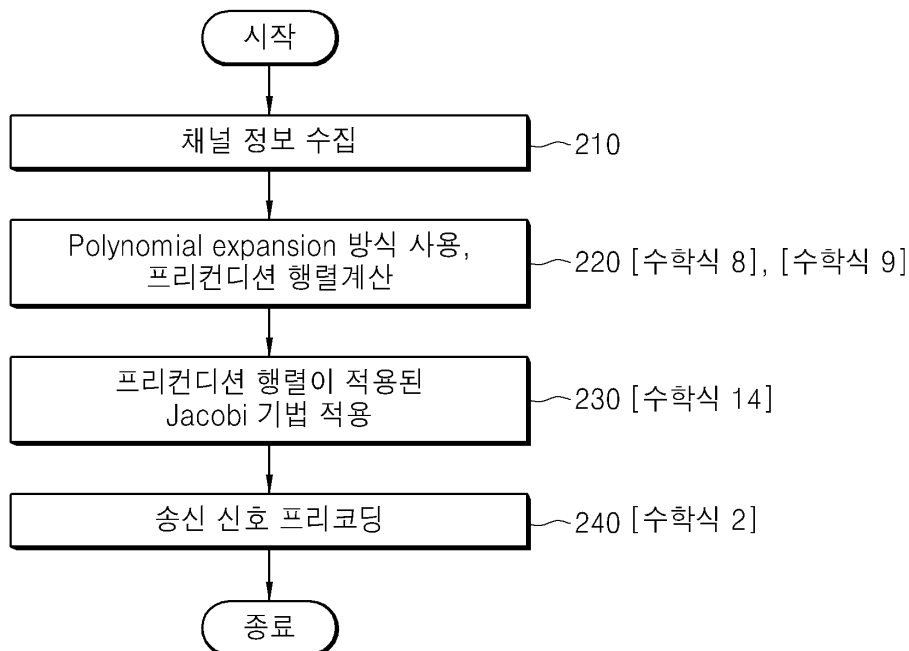 시작
채널 정보 수집
210
Polynomial expansion 방식 사용,
프리컨디션 행렬계산
220 [수학식 8], [수학식 9]
프리컨디션 행렬이 적용된
Jacobi 기법 적용
230 [수학식 14]
송신 신호 프리코딩
240 [수학식 2]
종료